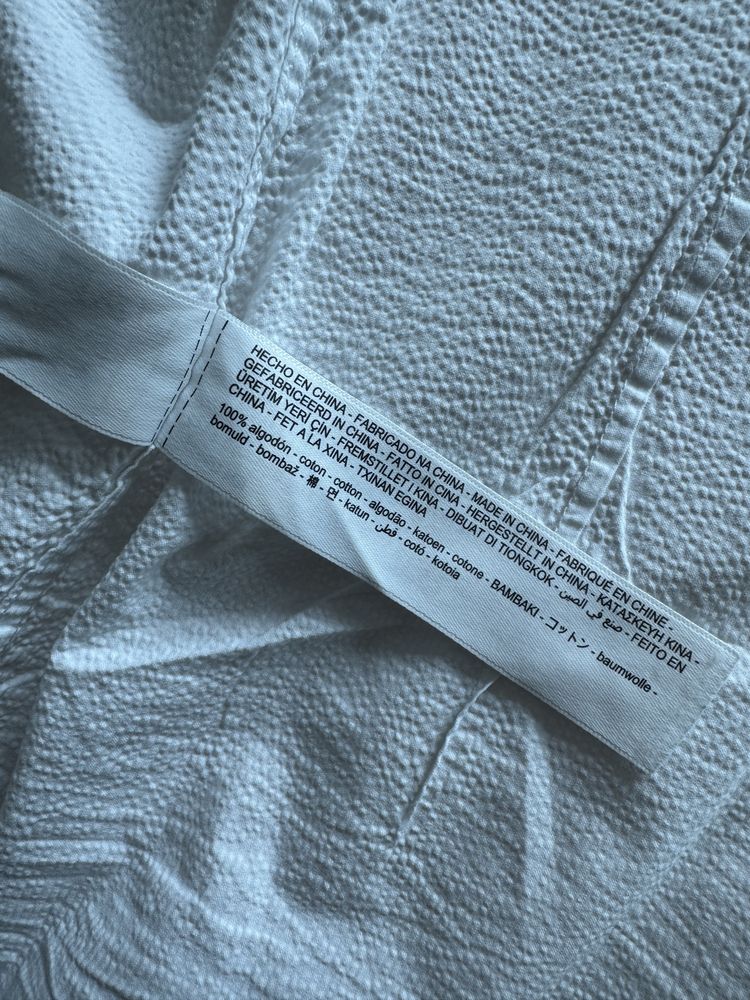 HECHO EN CHINA - FABRICADO NA CHINA - MADE IN CHINA - FABRIQUÉ EN CHINE -
GEFABRICEERD IN CHINA - FATTO IN CINA - HERGESTELLT IN CHINA - ΚΑΤΑΣΚΕΥΗ ΚΙΝΑ -
ÜRETİM YERİ ÇİN - FREMSTILLET I KINA - DIBUAT DI TIONGKOK - صنع في الصين - FEITO EN
CHINA - FET A LA XINA - TXINAN EGINA
100% algodón - coton - cotton - algodão - katoen - cotone - BAMBAKI - コットン - baumwolle -
bomuld - bombaž - 棉 - 면 - katun - قطن - cotó - kotoia